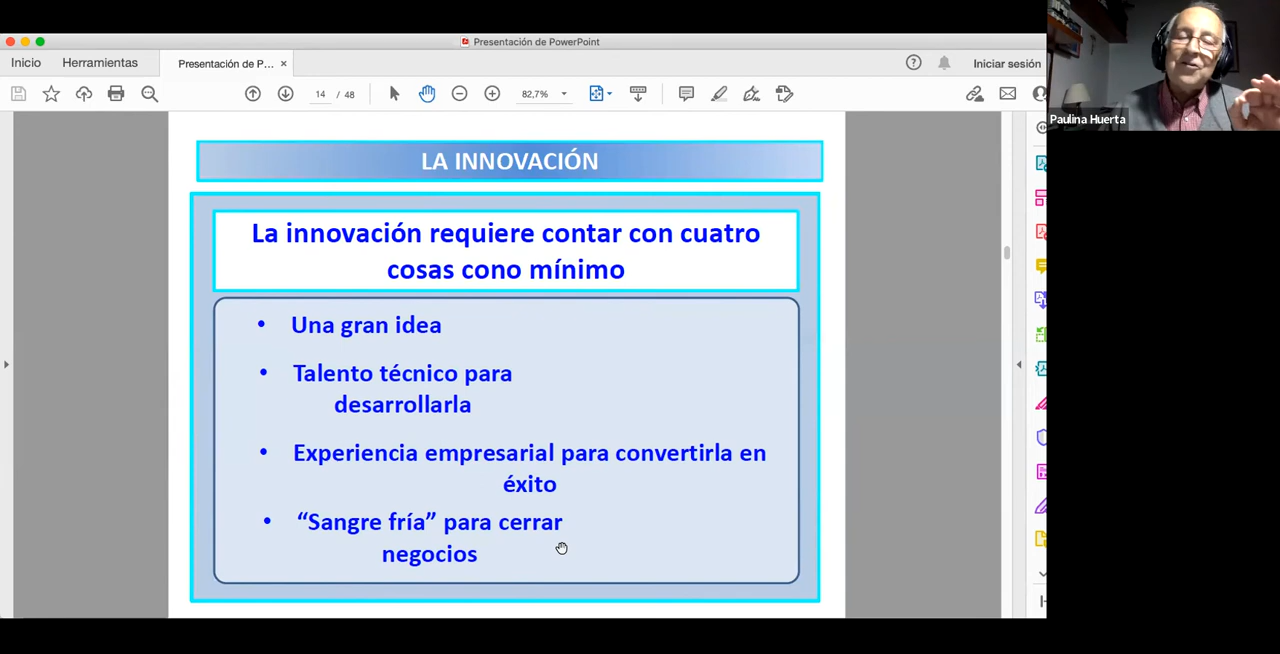 Presentación de PowerPoint
Inicio
Herramientas
Presentación de P...
Iniciar sesión
14 / 48
82,7%
Paulina Huerta
LA INNOVACIÓN
La innovación requiere contar con cuatro
cosas cono mínimo
• Una gran idea
• Talento técnico para
desarrollarla
• Experiencia empresarial para convertirla en
éxito
• “Sangre fría” para cerrar
negocios